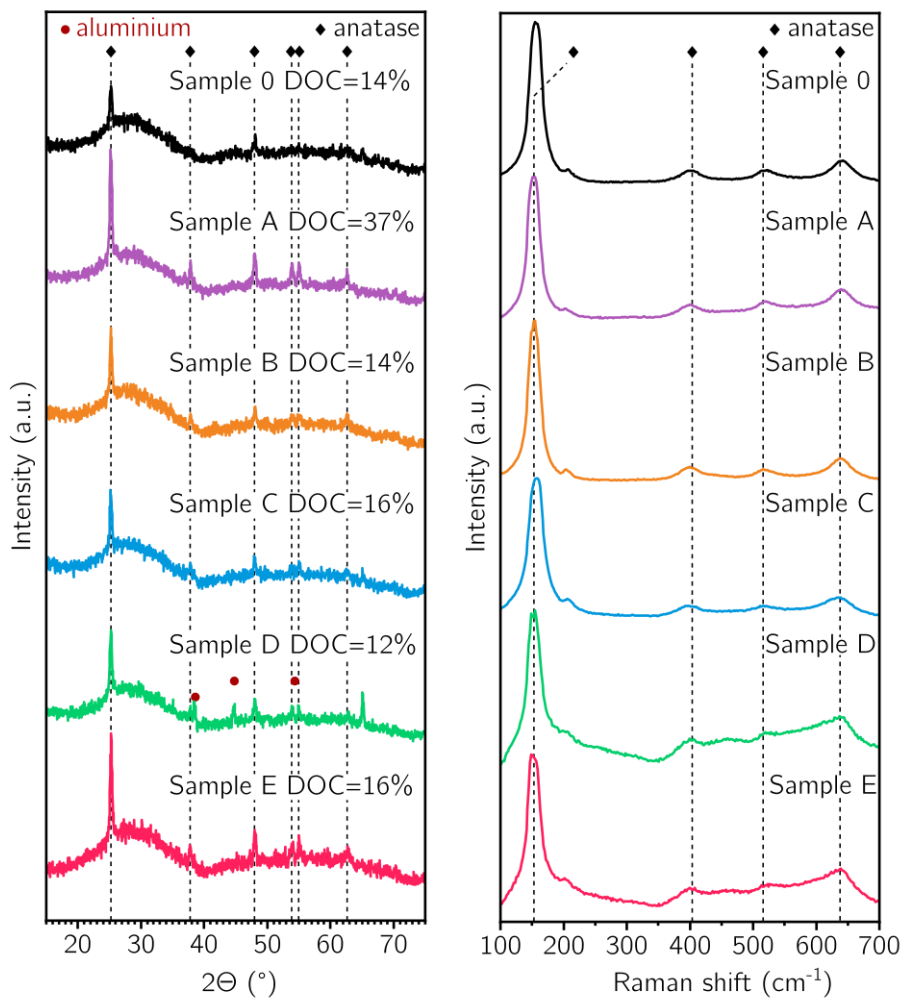 ● aluminium
◆ anatase
Sample 0 DOC=14%
Sample A DOC=37%
Sample B DOC=14%
Sample C DOC=16%
Sample D DOC=12%
Sample E DOC=16%
Intensity (a.u.)
20 30 40 50 60 70
2Θ (°)
◆ anatase
Sample 0
Sample A
Sample B
Sample C
Sample D
Sample E
Intensity (a.u.)
100 200 300 400 500 600 700
Raman shift (cm⁻¹)